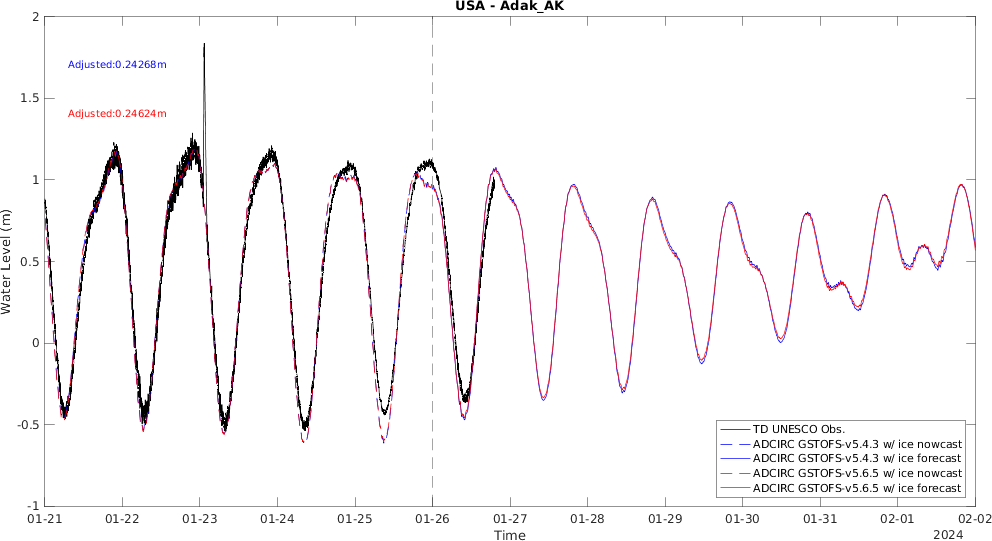 USA - Adak_AK
2
1.5
1
0.5
0
-0.5
-1
Water Level (m)
Adjusted:0.24268m
Adjusted:0.24624m
TD UNESCO Obs.
ADCIRC GSTOFS-v5.4.3 w/ ice nowcast
ADCIRC GSTOFS-v5.4.3 w/ ice forecast
ADCIRC GSTOFS-v5.6.5 w/ ice nowcast
ADCIRC GSTOFS-v5.6.5 w/ ice forecast
01-21 01-22 01-23 01-24 01-25 01-26 01-27 01-28 01-29 01-30 01-31 02-01 02-02
Time
2024